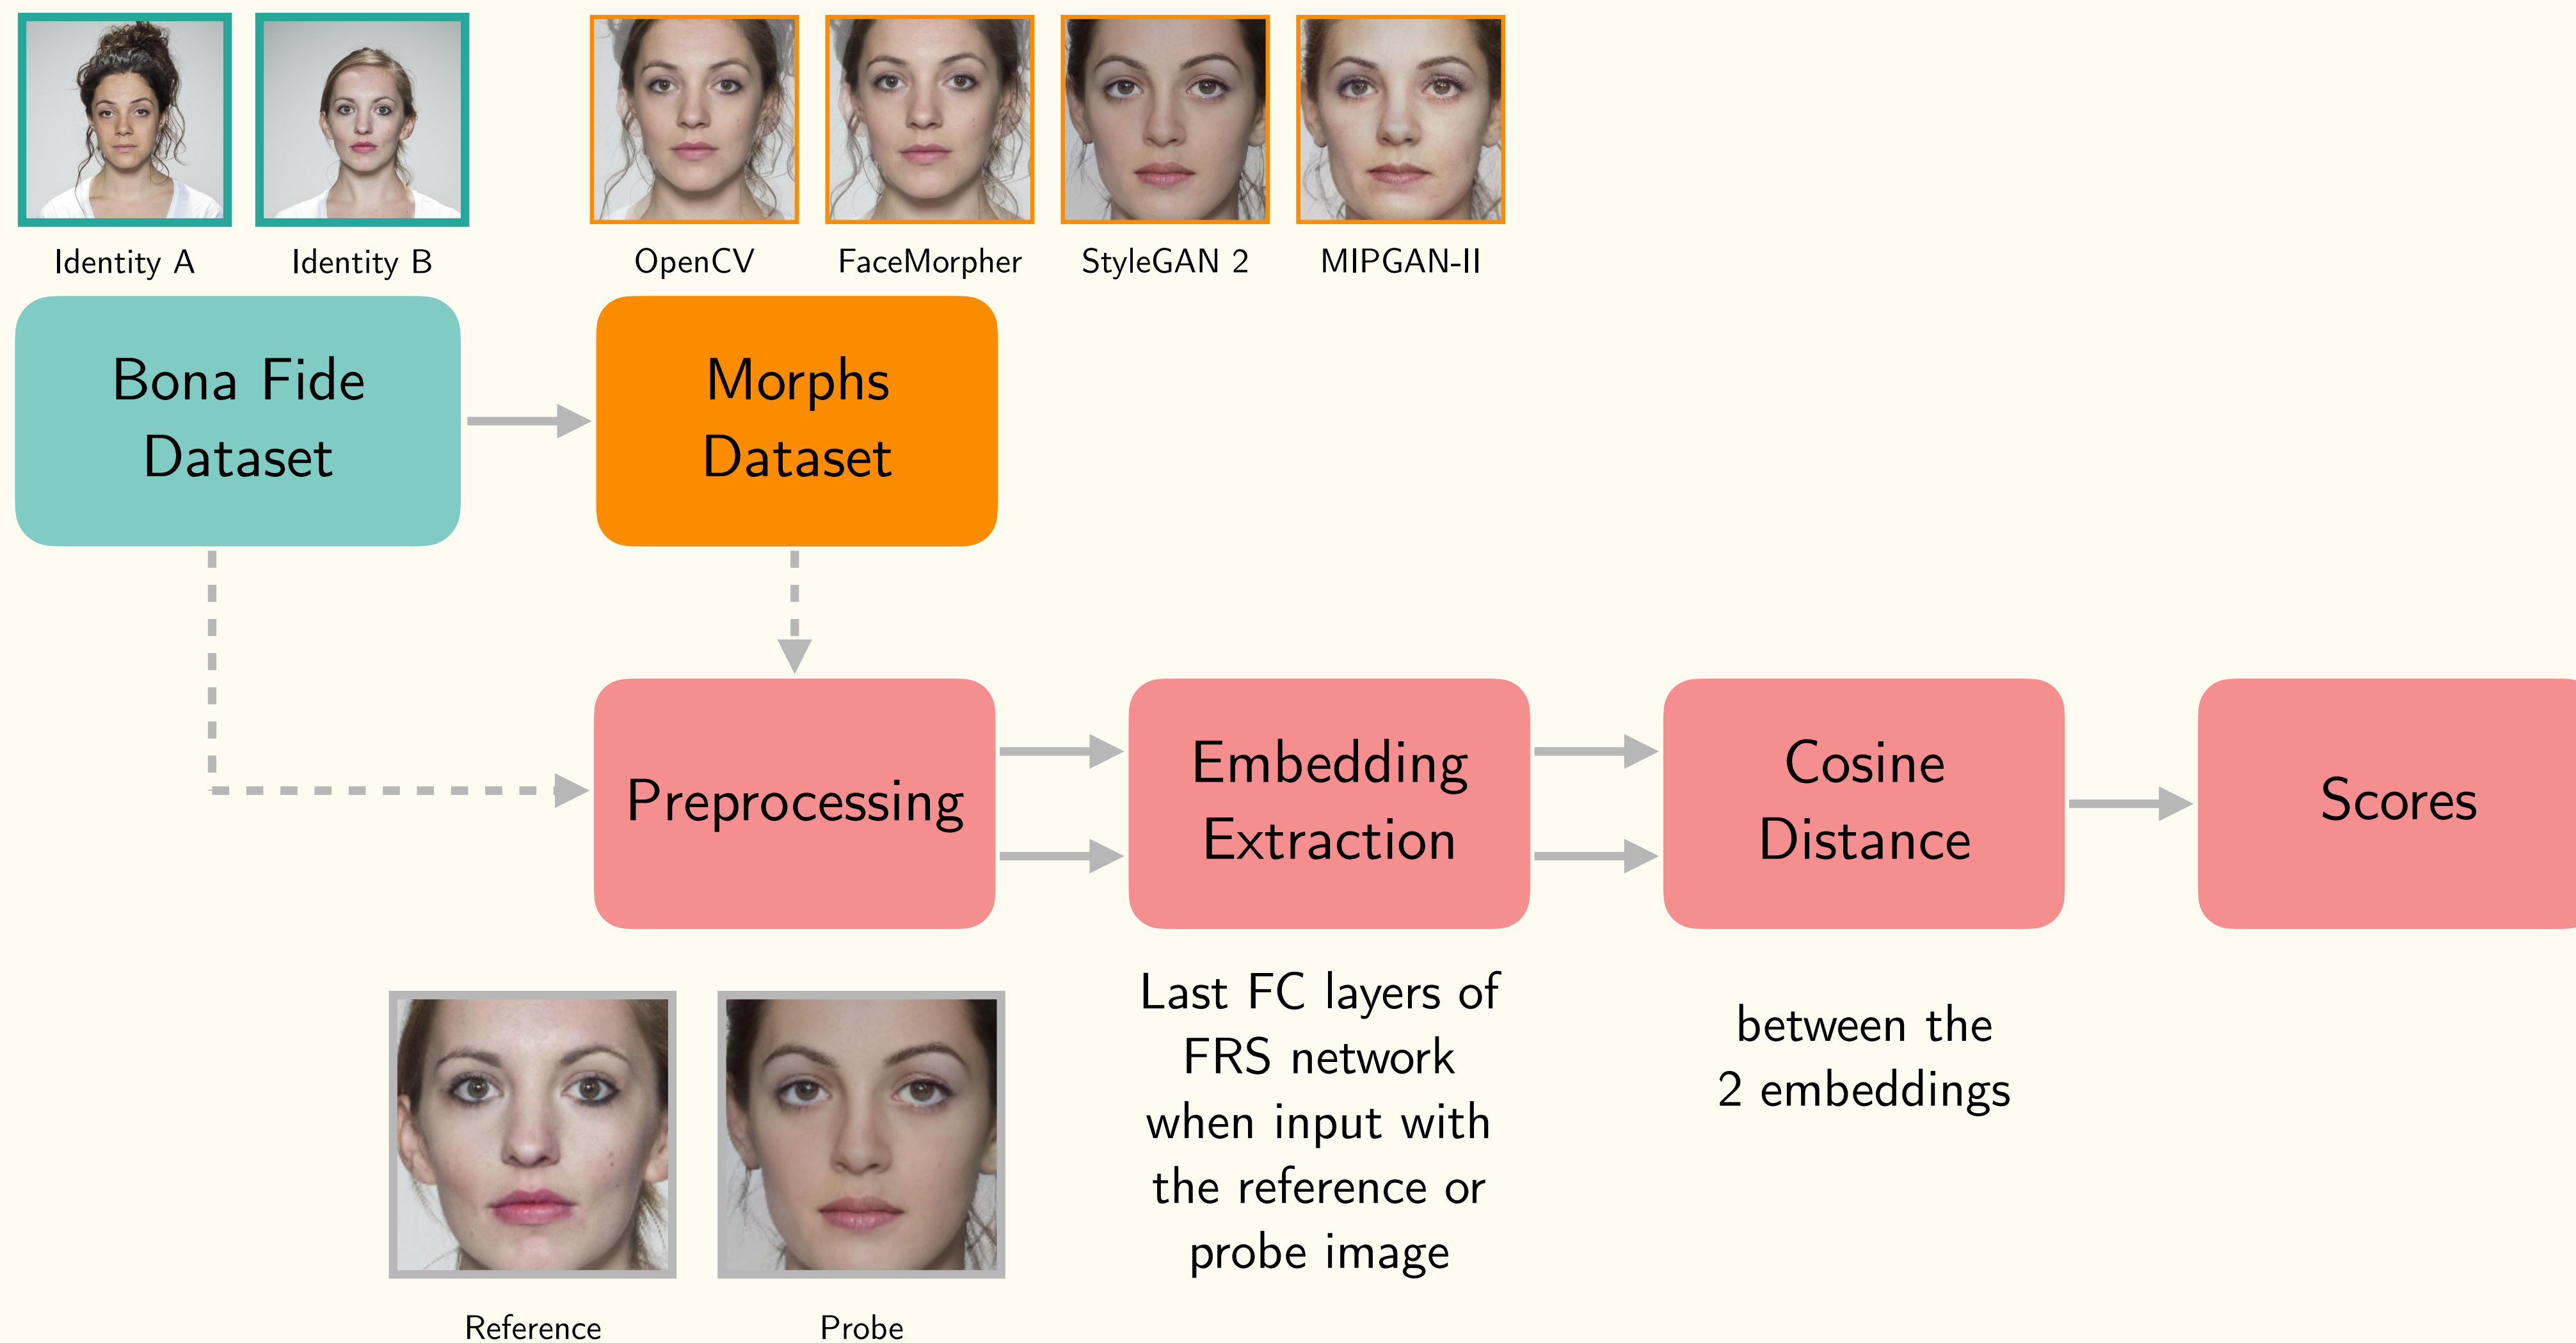 Identity A
Identity B
OpenCV
FaceMorpher
StyleGAN 2
MIPGAN-II
Bona Fide
Dataset
Morphs
Dataset
Preprocessing
Embedding
Extraction
Cosine
Distance
Scores
Last FC layers of
FRS network
when input with
the reference or
probe image
between the
2 embeddings
Reference
Probe